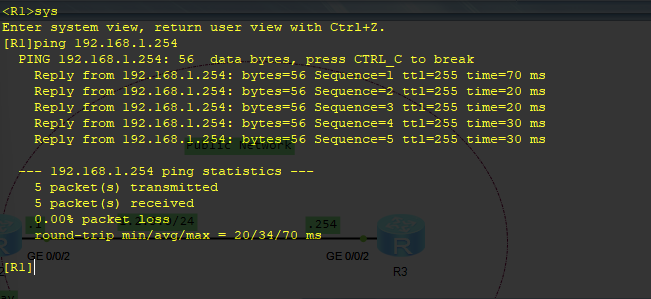 <R1>sys
Enter system view, return user view with Ctrl+Z.
[R1]ping 192.168.1.254
PING 192.168.1.254: 56  data bytes, press CTRL_C to break
Reply from 192.168.1.254: bytes=56 Sequence=1 ttl=255 time=70 ms
Reply from 192.168.1.254: bytes=56 Sequence=2 ttl=255 time=20 ms
Reply from 192.168.1.254: bytes=56 Sequence=3 ttl=255 time=20 ms
Reply from 192.168.1.254: bytes=56 Sequence=4 ttl=255 time=30 ms
Reply from 192.168.1.254: bytes=56 Sequence=5 ttl=255 time=30 ms
Public Network
--- 192.168.1.254 ping statistics ---
5 packet(s) transmitted
5 packet(s) received
0.00% packet loss
/24
.1
.254
round-trip min/avg/max = 20/34/70 ms
GE 0/0/2
GE 0/0/2
R3
[R1]